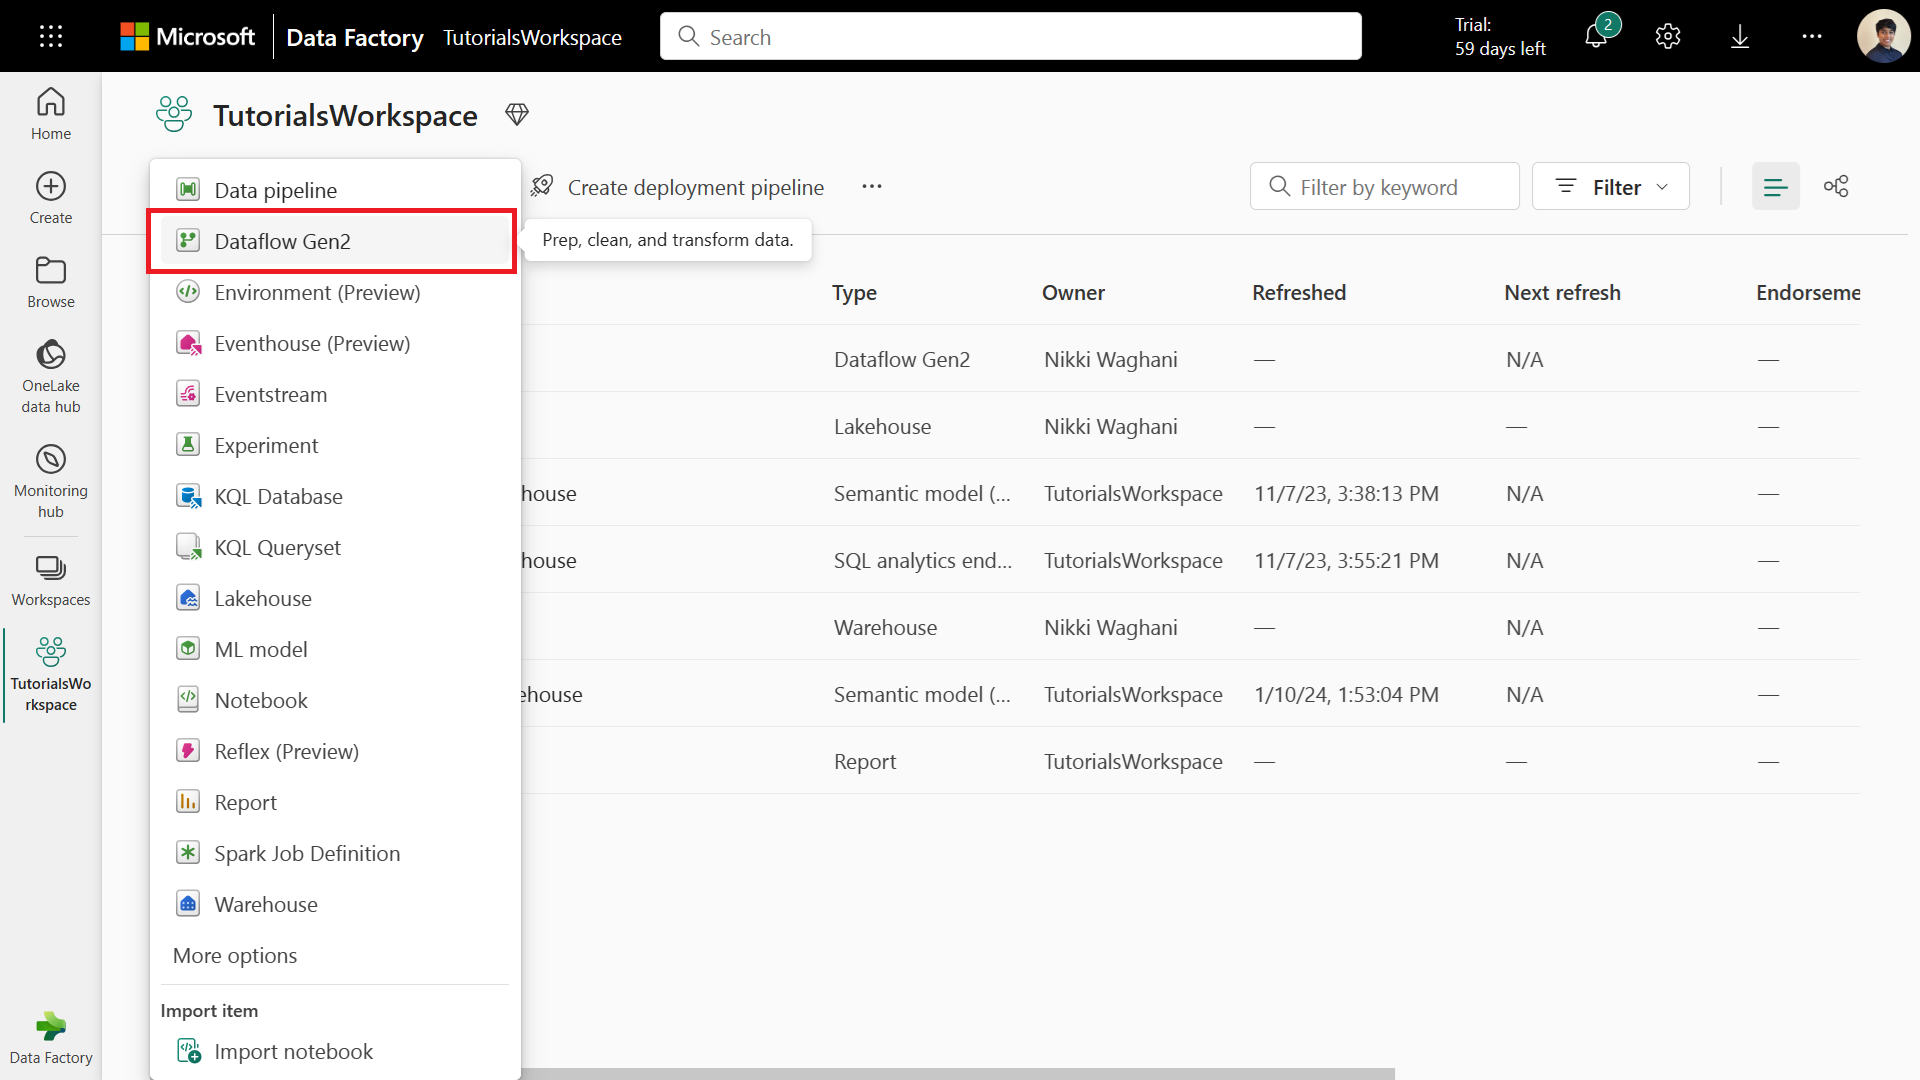 Microsoft Data Factory TutorialsWorkspace
Search
Trial:
59 days left
2
Home
Create
Browse
OneLake
data hub
Monitoring
hub
Workspaces
TutorialsWo
rkspace
Data Factory
TutorialsWorkspace
Create deployment pipeline
Filter by keyword
Filter
Data pipeline
Dataflow Gen2
Prep, clean, and transform data.
Environment (Preview)
Eventhouse (Preview)
Eventstream
Experiment
KQL Database
KQL Queryset
Lakehouse
ML model
Notebook
Reflex (Preview)
Report
Spark Job Definition
Warehouse
More options
Import item
Import notebook
Type Owner Refreshed Next refresh Endorseme
Dataflow Gen2 Nikki Waghani — N/A —
Lakehouse Nikki Waghani — — —
house Semantic model (... TutorialsWorkspace 11/7/23, 3:38:13 PM N/A —
house SQL analytics end... TutorialsWorkspace 11/7/23, 3:55:21 PM N/A —
Warehouse Nikki Waghani — N/A —
ehouse Semantic model (... TutorialsWorkspace 1/10/24, 1:53:04 PM N/A —
Report TutorialsWorkspace — — —